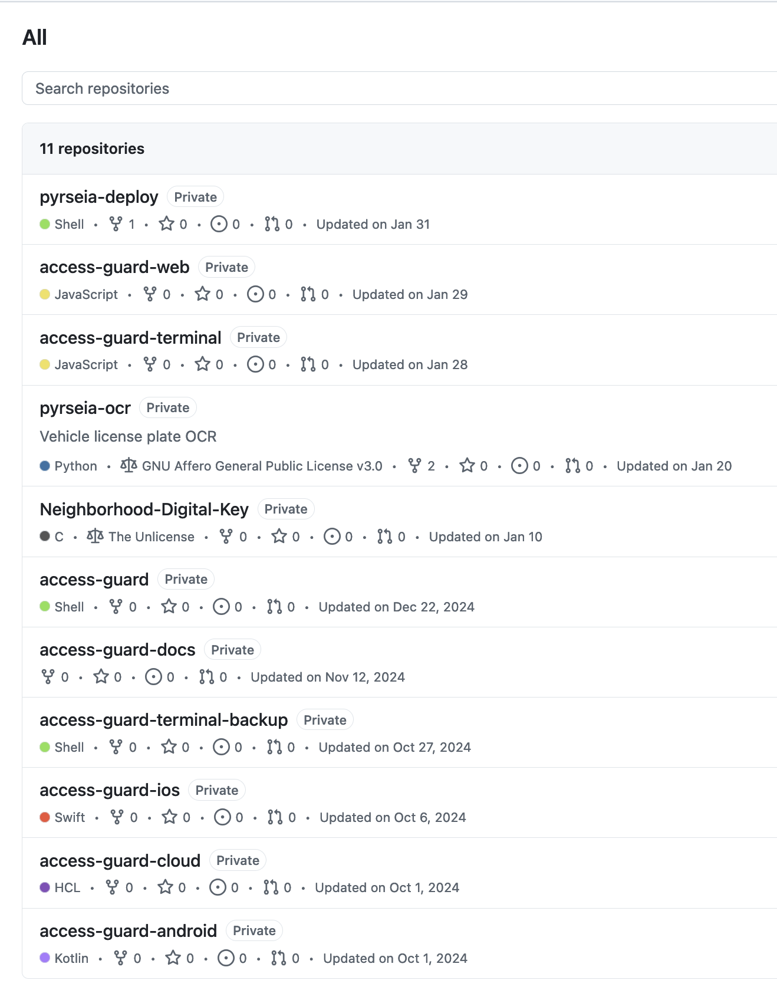 All
Search repositories
11 repositories
pyrseia-deploy Private
Shell • 1 • 0 • 0 • 0 • Updated on Jan 31
access-guard-web Private
JavaScript • 0 • 0 • 0 • 0 • Updated on Jan 29
access-guard-terminal Private
JavaScript • 0 • 0 • 0 • 0 • Updated on Jan 28
pyrseia-ocr Private
Vehicle license plate OCR
Python • GNU Affero General Public License v3.0 • 2 • 0 • 0 • 0 • Updated on Jan 20
Neighborhood-Digital-Key Private
C • The Unlicense • 0 • 0 • 0 • 0 • Updated on Jan 10
access-guard Private
Shell • 0 • 0 • 0 • 0 • Updated on Dec 22, 2024
access-guard-docs Private
0 • 0 • 0 • 0 • Updated on Nov 12, 2024
access-guard-terminal-backup Private
Shell • 0 • 0 • 0 • 0 • Updated on Oct 27, 2024
access-guard-ios Private
Swift • 0 • 0 • 0 • 0 • Updated on Oct 6, 2024
access-guard-cloud Private
HCL • 0 • 0 • 0 • 0 • Updated on Oct 1, 2024
access-guard-android Private
Kotlin • 0 • 0 • 0 • 0 • Updated on Oct 1, 2024